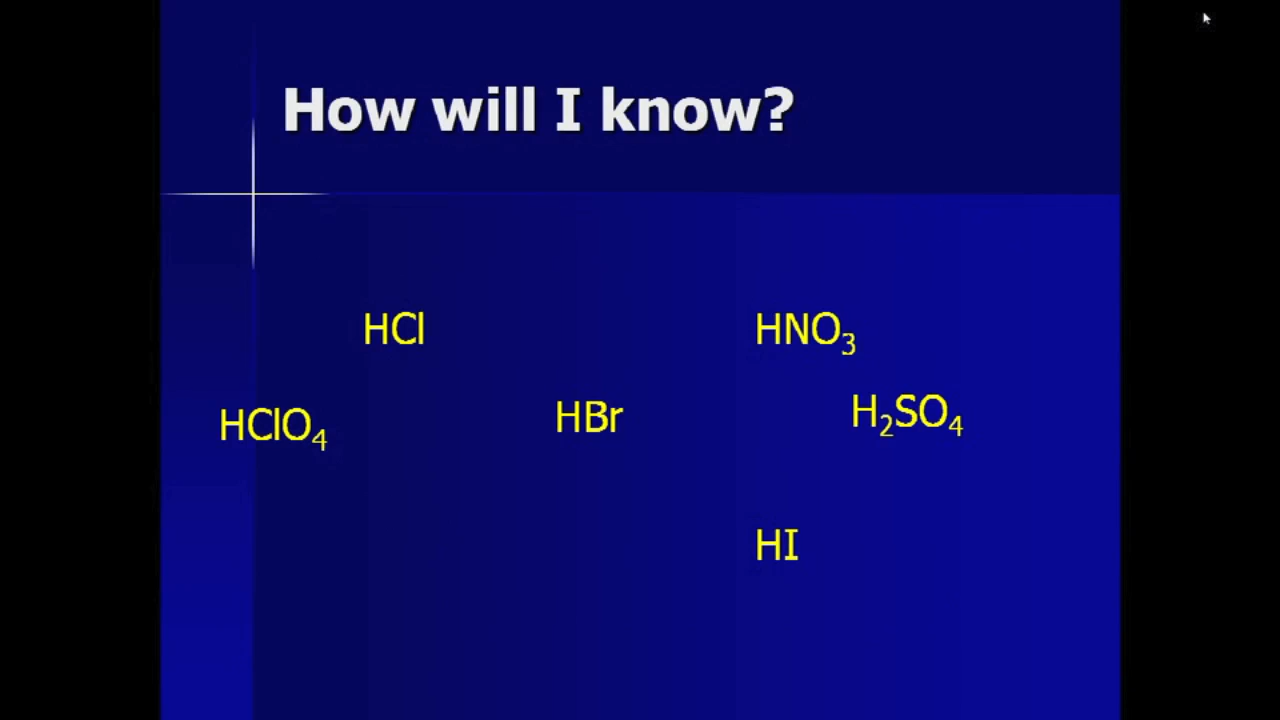 How will I know?
HCl
HNO₃
HClO₄
HBr
H₂SO₄
HI